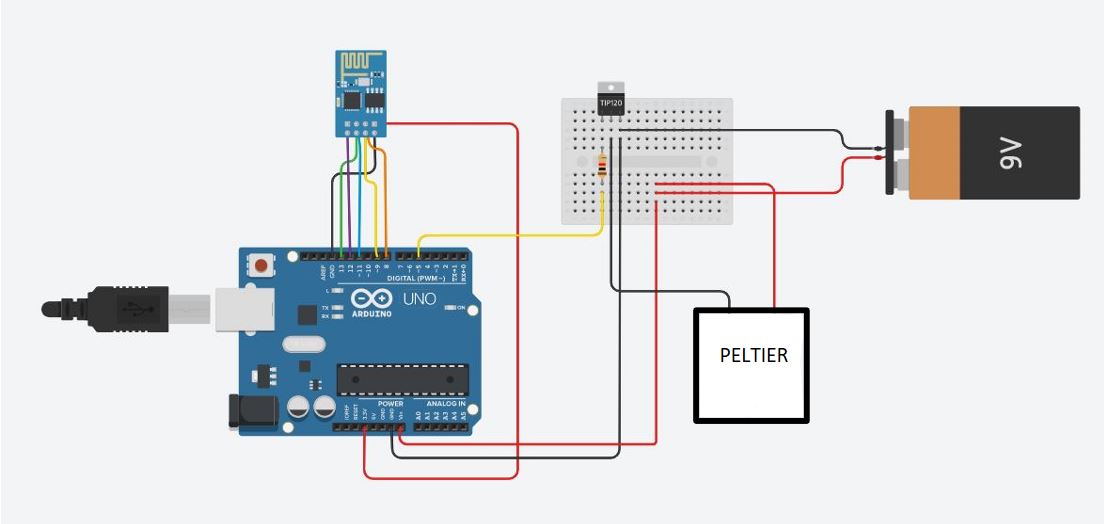 TIP120
9V
AREF
GND
13
12
~11
~10
~9
8
7
~6
~5
4
~3
2
TX→1
RX←0
DIGITAL (PWM~)
L
TX
RX
UNO
ARDUINO
ON
PELTIER
POWER
ANALOG IN
IOREF
RESET
3.3V
5V
GND
GND
Vin
A0
A1
A2
A3
A4
A5